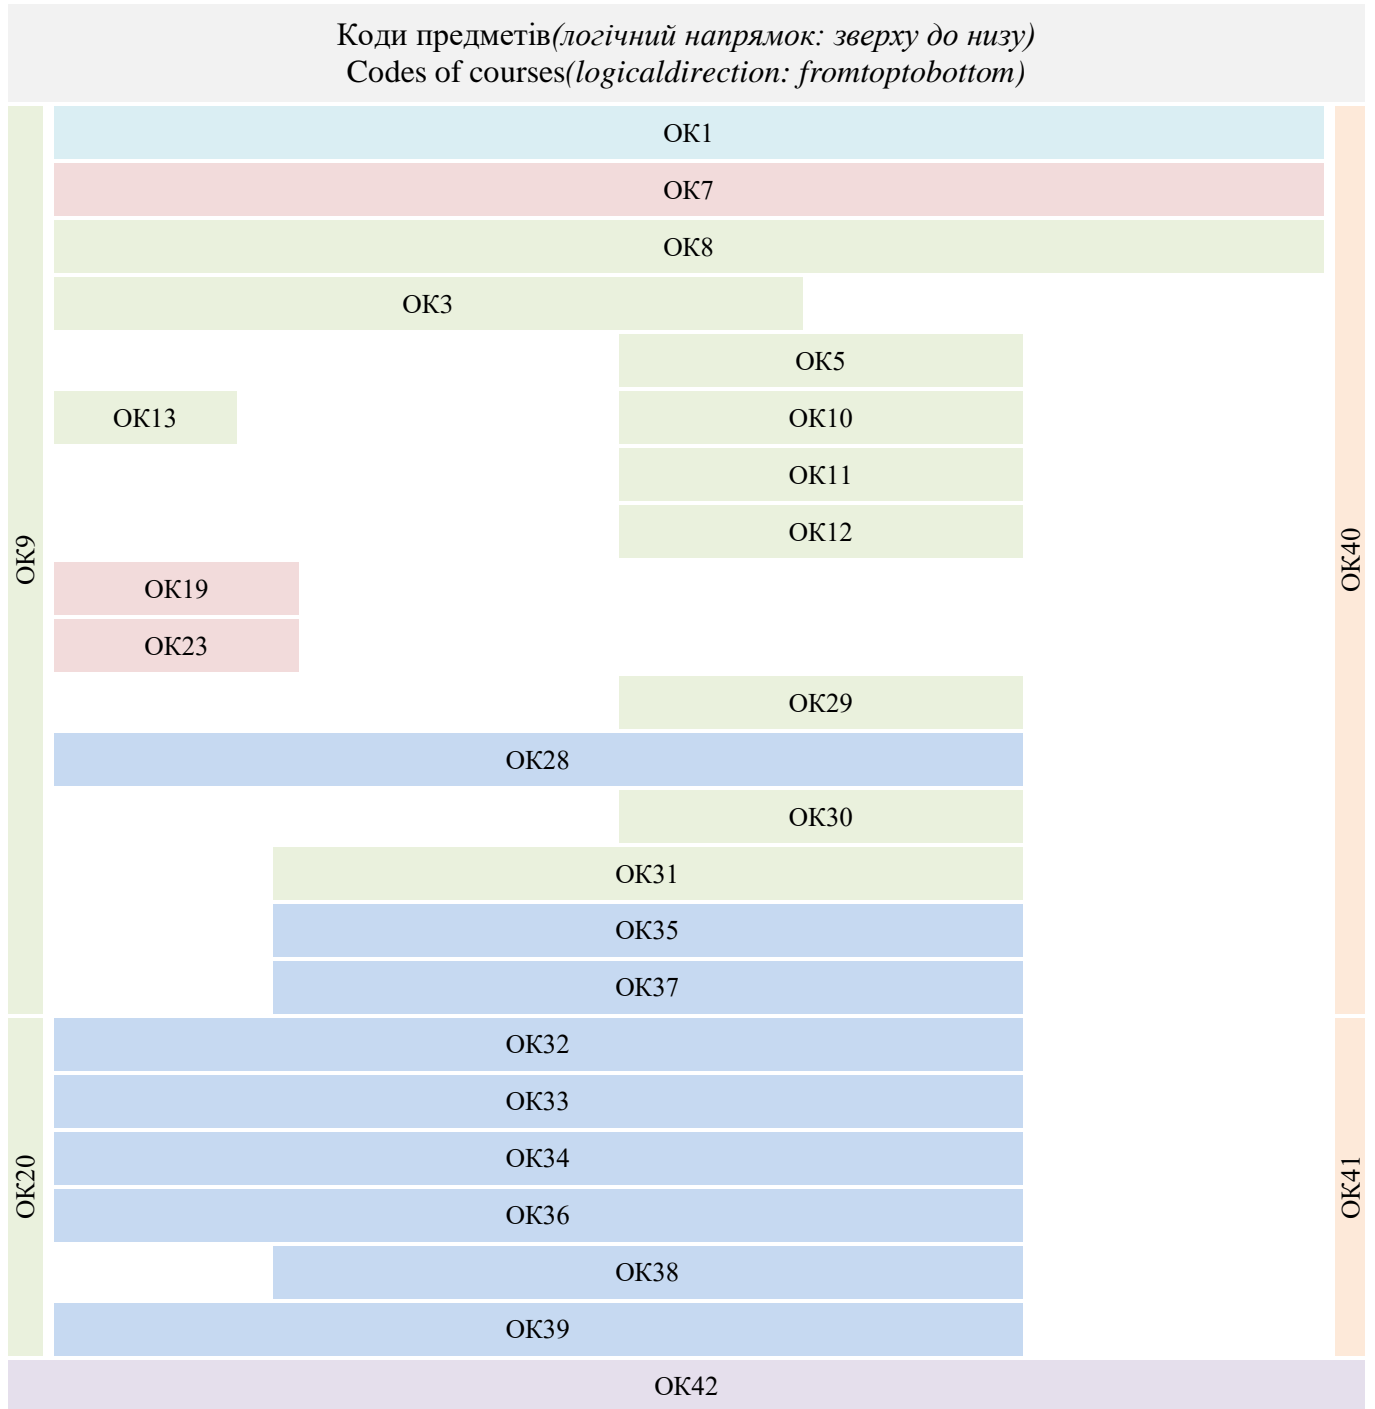 Коди предметів(логічний напрямок: зверху до низу)
Codes of courses(logicaldirection: fromtoptobottom)
ОК9
ОК1
ОК40
ОК7
ОК8
ОК3
ОК5
ОК13
ОК10
ОК11
ОК12
ОК19
ОК23
ОК29
ОК28
ОК30
ОК31
ОК35
ОК37
ОК20
ОК32
ОК41
ОК33
ОК34
ОК36
ОК38
ОК39
ОК42